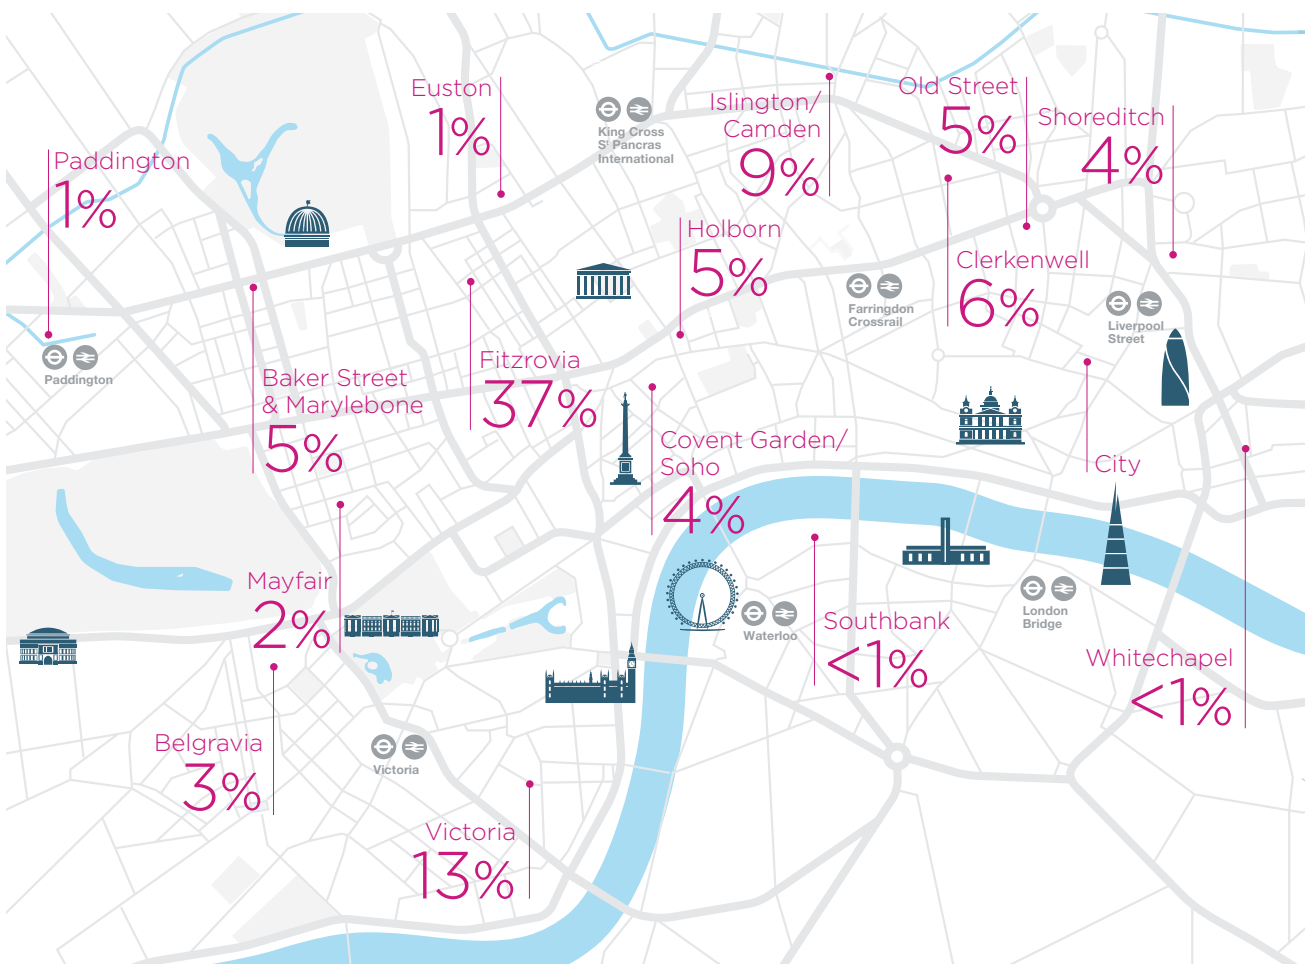 Euston
1%
King Cross
St Pancras
International
Islington/
Camden
9%
Old Street
5%
Shoreditch
4%
Paddington
1%
Holborn
5%
Clerkenwell
6%
Farringdon
Crossrail
Liverpool
Street
Paddington
Baker Street
& Marylebone
5%
Fitzrovia
37%
Covent Garden/
Soho
4%
City
Mayfair
2%
Waterloo
Southbank
<1%
London
Bridge
Whitechapel
<1%
Belgravia
3%
Victoria
Victoria
13%